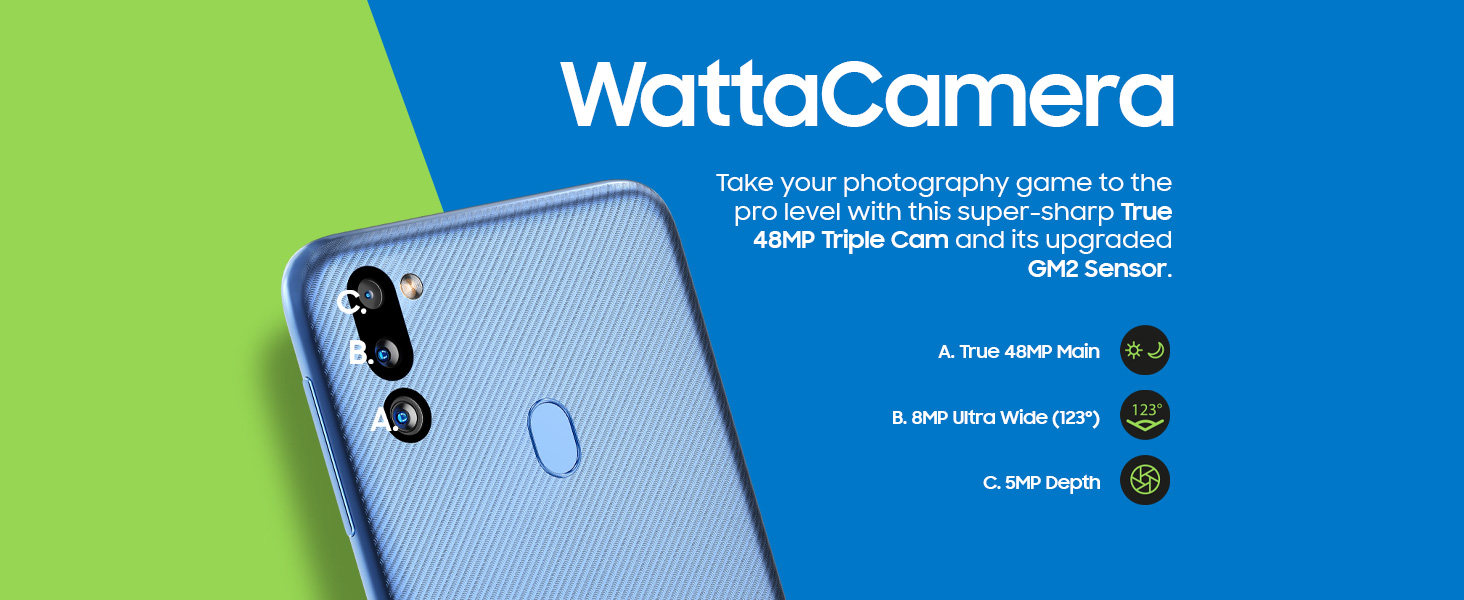 WattaCamera
Take your photography game to the
pro level with this super-sharp True
48MP Triple Cam and its upgraded
GM2 Sensor.
C.
B.
A.
A. True 48MP Main
B. 8MP Ultra Wide (123°)
123°
C. 5MP Depth